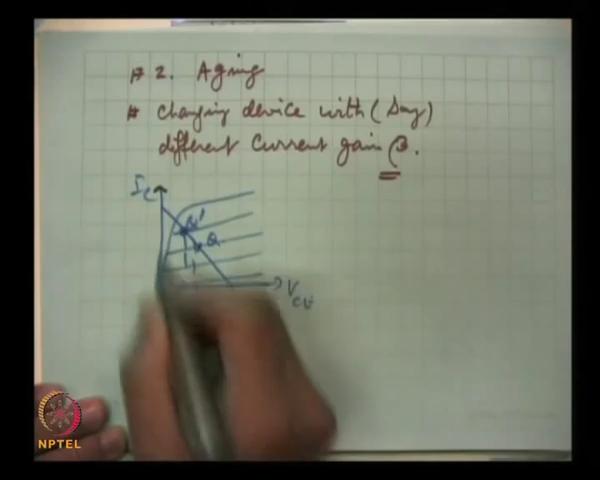 # 2. Aging
# Changing device with (Say)
different Current gain β.
Ic
Q'
Q
VCE
NPTEL